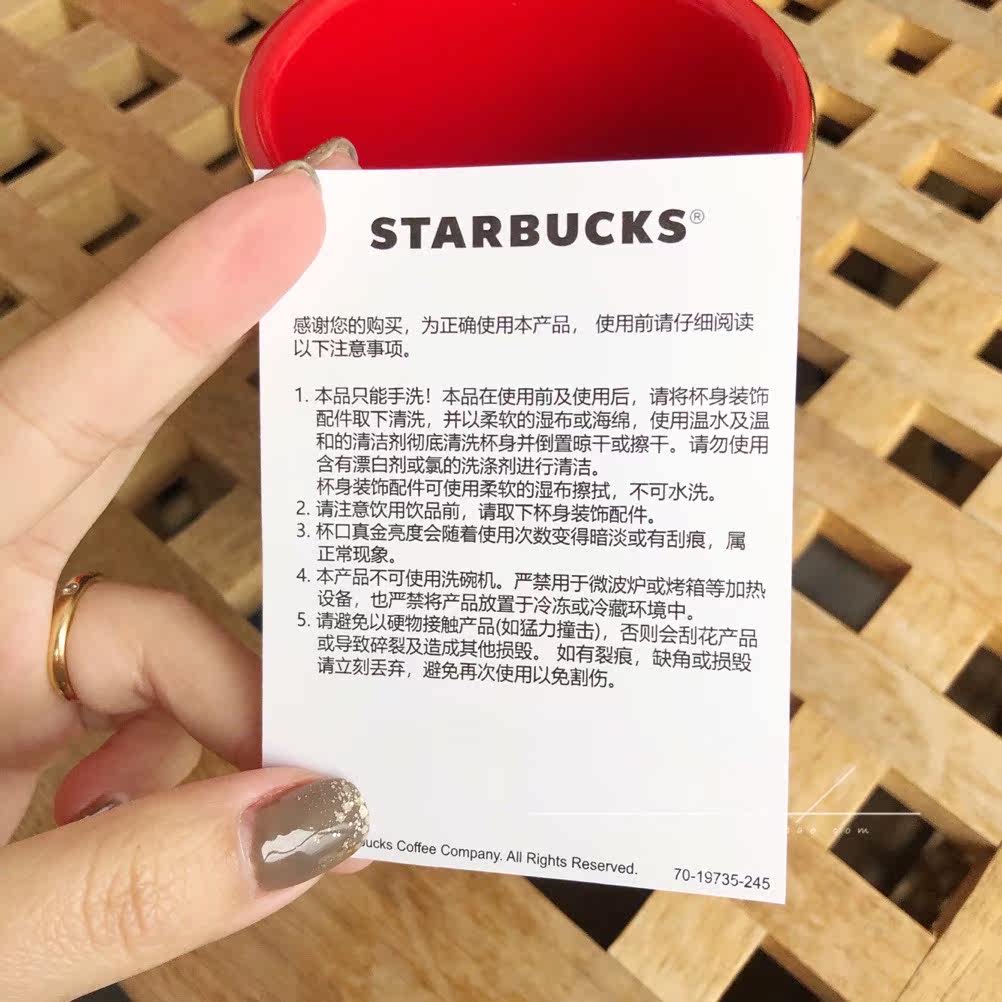 STARBUCKS®
感谢您的购买，为正确使用本产品， 使用前请仔细阅读
以下注意事项。
1. 本品只能手洗！本品在使用前及使用后，请将杯身装饰
配件取下清洗，并以柔软的湿布或海绵，使用温水及温
和的清洁剂彻底清洗杯身并倒置晾干或擦干。请勿使用
含有漂白剂或氯的洗涤剂进行清洁。
杯身装饰配件可使用柔软的湿布擦拭，不可水洗。
2. 请注意饮用饮品前，请取下杯身装饰配件。
3. 杯口真金亮度会随着使用次数变得暗淡或有刮痕，属
正常现象。
4. 本产品不可使用洗碗机。严禁用于微波炉或烤箱等加热
设备，也严禁将产品放置于冷冻或冷藏环境中。
5. 请避免以硬物接触产品(如猛力撞击)，否则会刮花产品
或导致碎裂及造成其他损毁。 如有裂痕，缺角或损毁
请立刻丢弃，避免再次使用以免割伤。
Coffee Company. All Rights Reserved.
70-19735-245